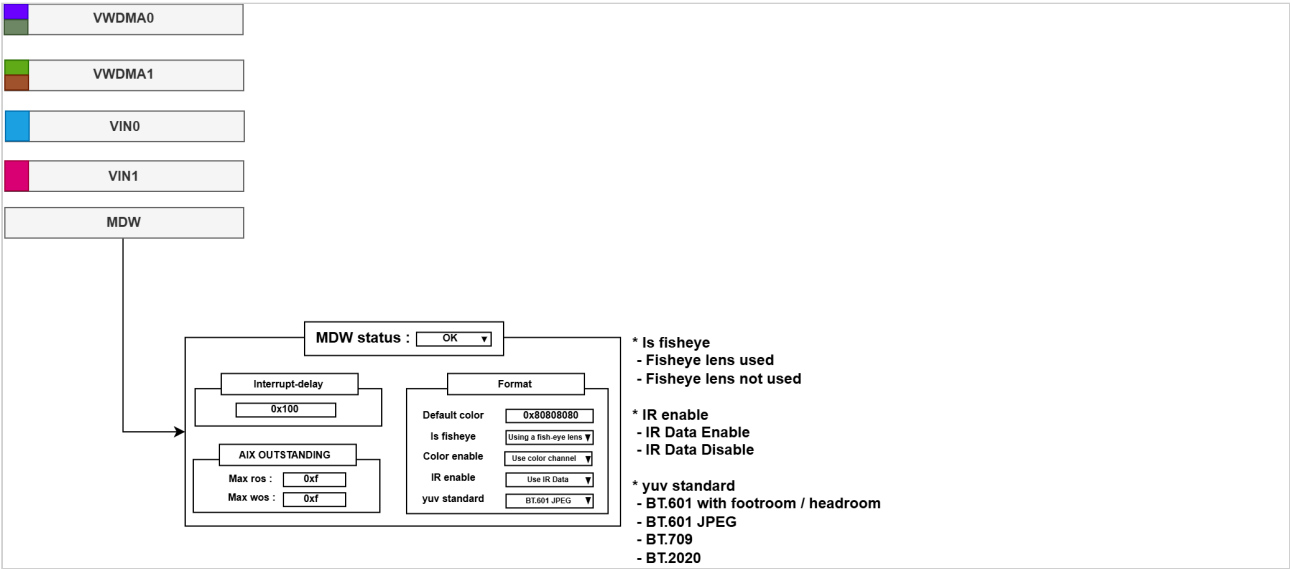 VWDMA0
VWDMA1
VIN0
VIN1
MDW
MDW status : OK ▼
Interrupt-delay
0x100
AIX OUTSTANDING
Max ros : 0xf
Max wos : 0xf
Format
Default color 0x80808080
Is fisheye Using a fish-eye lens ▼
Color enable Use color channel ▼
IR enable Use IR Data ▼
yuv standard BT.601 JPEG ▼
* Is fisheye
- Fisheye lens used
- Fisheye lens not used
* IR enable
- IR Data Enable
- IR Data Disable
* yuv standard
- BT.601 with footroom / headroom
- BT.601 JPEG
- BT.709
- BT.2020